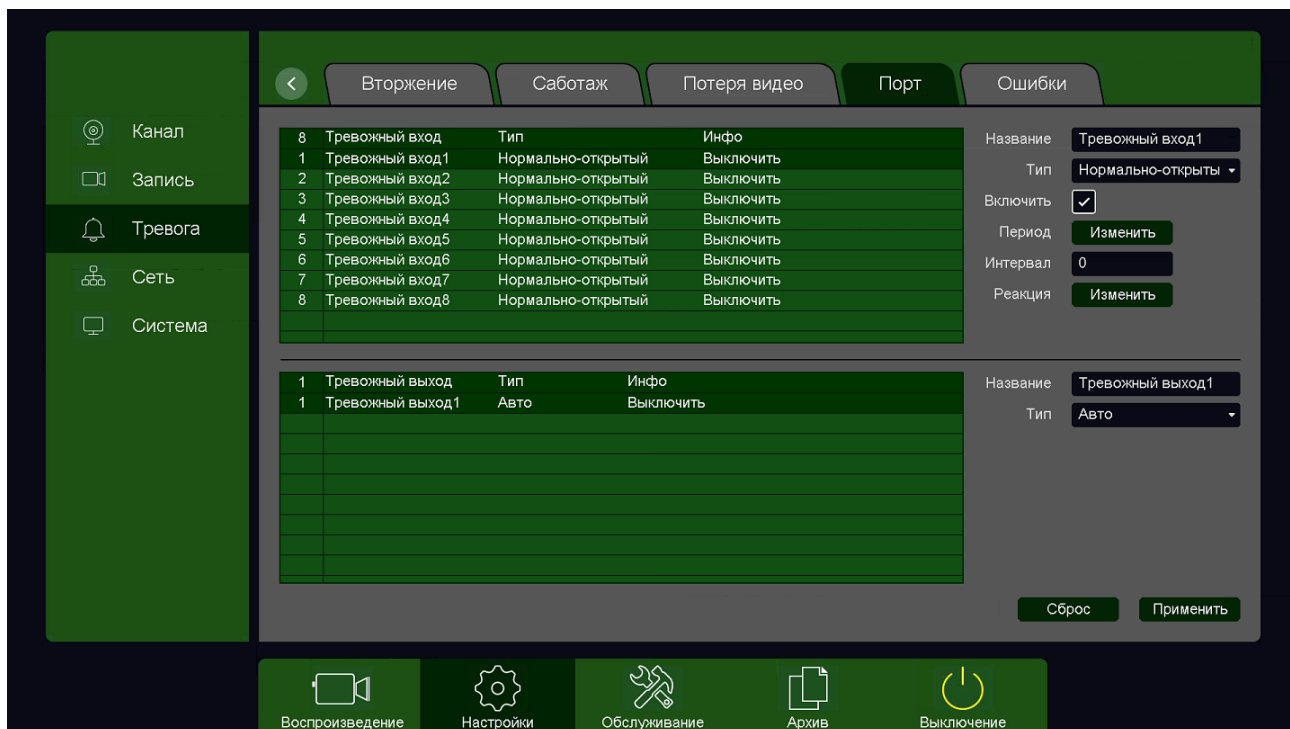 Вторжение Саботаж Потеря видео Порт Ошибки
Канал
Запись
Тревога
Сеть
Система
8 Тревожный вход Тип Инфо
1 Тревожный вход1 Нормально-открытый Выключить
2 Тревожный вход2 Нормально-открытый Выключить
3 Тревожный вход3 Нормально-открытый Выключить
4 Тревожный вход4 Нормально-открытый Выключить
5 Тревожный вход5 Нормально-открытый Выключить
6 Тревожный вход6 Нормально-открытый Выключить
7 Тревожный вход7 Нормально-открытый Выключить
8 Тревожный вход8 Нормально-открытый Выключить
Название Тревожный вход1
Тип Нормально-открыты
Включить
Период Изменить
Интервал 0
Реакция Изменить
1 Тревожный выход Тип Инфо
1 Тревожный выход1 Авто Выключить
Название Тревожный выход1
Тип Авто
Сброс Применить
Воспроизведение Настройки Обслуживание Архив Выключение